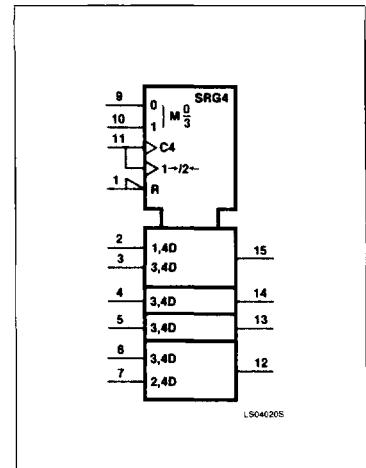 SRG4
9 0
10 1 M 0/3
11 C4
1→/2←
1 R
2 1,4D 15
3 3,4D
4 3,4D 14
5 3,4D 13
6 3,4D 12
7 2,4D
LS04020S